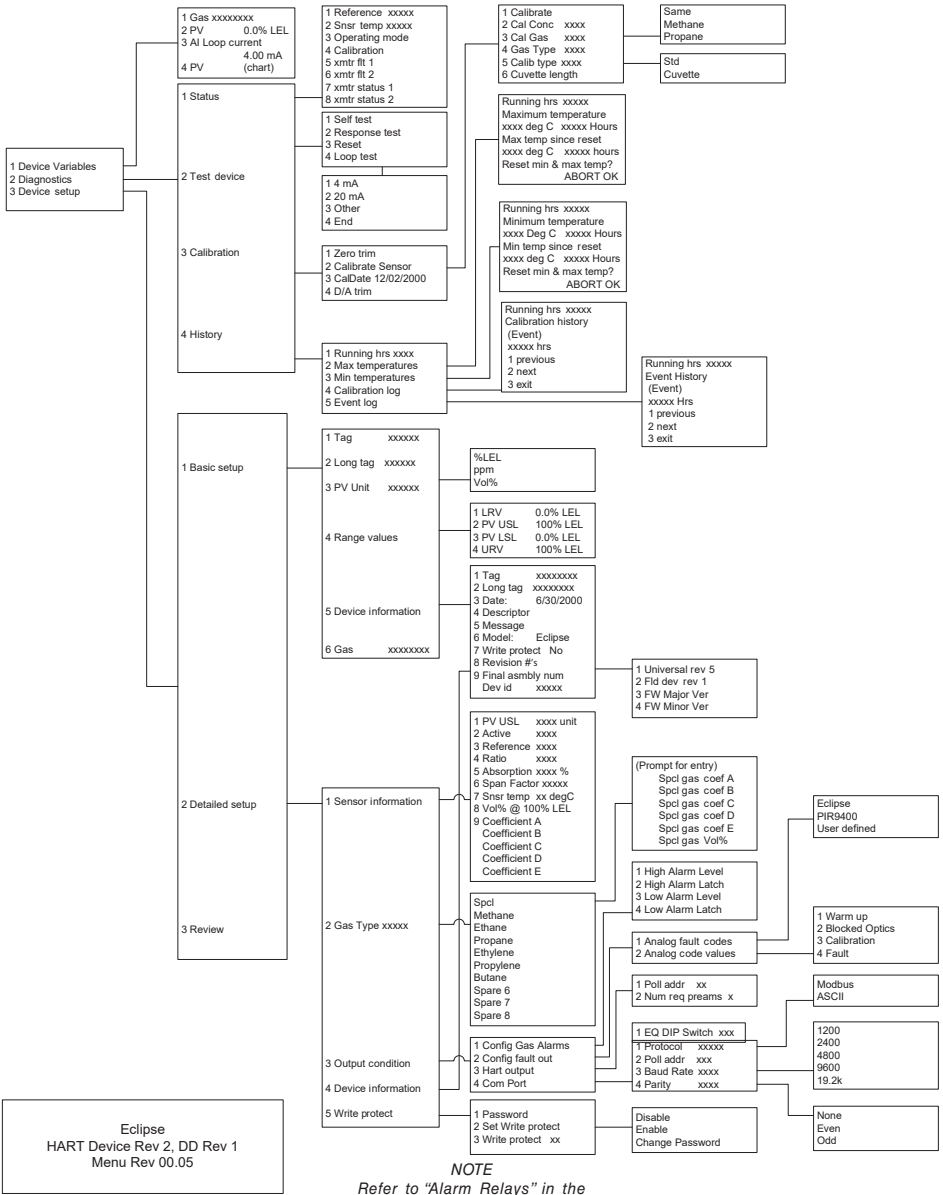 1 Device Variables
2 Diagnostics
3 Device setup
1 Gas xxxxxxxx
2 PV 0.0% LEL
3 AI Loop current
4.00 mA
4 PV (chart)
1 Status
2 Test device
3 Calibration
4 History
1 Reference xxxxx
2 Snsr temp xxxxx
3 Operating mode
4 Calibration
5 xmtr flt 1
6 xmtr flt 2
7 xmtr status 1
8 xmtr status 2
1 Self test
2 Response test
3 Reset
4 Loop test
1 4 mA
2 20 mA
3 Other
4 End
1 Zero trim
2 Calibrate Sensor
3 CalDate 12/02/2000
4 D/A trim
1 Running hrs xxxx
2 Max temperatures
3 Min temperatures
4 Calibration log
5 Event log
1 Calibrate
2 Cal Conc xxxx
3 Cal Gas xxxx
4 Gas Type xxxx
5 Calib type xxxx
6 Cuvette length
Same
Methane
Propane
Std
Cuvette
Running hrs xxxxx
Maximum temperature
xxxx deg C xxxxx Hours
Max temp since reset
xxxx deg C xxxxx hours
Reset min & max temp?
ABORT OK
Running hrs xxxxx
Minimum temperature
xxxx Deg C xxxxx Hours
Min temp since reset
xxxx deg C xxxxx Hours
Reset min & max temp?
ABORT OK
Running hrs xxxxx
Calibration history
(Event)
xxxxx hrs
1 previous
2 next
3 exit
Running hrs xxxxx
Event History
(Event)
xxxxx Hrs
1 previous
2 next
3 exit
1 Basic setup
2 Detailed setup
3 Review
1 Tag xxxxxx
2 Long tag xxxxxx
3 PV Unit xxxxxx
4 Range values
5 Device information
6 Gas xxxxxxxx
%LEL
ppm
Vol%
1 LRV 0.0% LEL
2 PV USL 100% LEL
3 PV LSL 0.0% LEL
4 URV 100% LEL
1 Tag xxxxxxxx
2 Long tag xxxxxxxx
3 Date: 6/30/2000
4 Descriptor
5 Message
6 Model: Eclipse
7 Write protect No
8 Revision #'s
9 Final asmbly num
Dev id xxxxx
1 Universal rev 5
2 Fld dev rev 1
3 FW Major Ver
4 FW Minor Ver
1 Sensor information
2 Gas Type xxxxx
3 Output condition
4 Device information
5 Write protect
1 PV USL xxxx unit
2 Active xxxx
3 Reference xxxx
4 Ratio xxxx
5 Absorption xxxx %
6 Span Factor xxxxx
7 Snsr temp xx degC
8 Vol% @ 100% LEL
9 Coefficient A
Coefficient B
Coefficient C
Coefficient D
Coefficient E
Spcl
Methane
Ethane
Propane
Ethylene
Propylene
Butane
Spare 6
Spare 7
Spare 8
1 Config Gas Alarms
2 Config fault out
3 Hart output
4 Com Port
1 Password
2 Set Write protect
3 Write protect xx
(Prompt for entry)
Spcl gas coef A
Spcl gas coef B
Spcl gas coef C
Spcl gas coef D
Spcl gas coef E
Spcl gas Vol%
1 High Alarm Level
2 High Alarm Latch
3 Low Alarm Level
4 Low Alarm Latch
1 Analog fault codes
2 Analog code values
1 Poll addr xx
2 Num req preams x
1 EQ DIP Switch xxx
1 Protocol xxxxx
2 Poll addr xxx
3 Baud Rate xxxx
4 Parity xxxx
Disable
Enable
Change Password
Eclipse
PIR9400
User defined
1 Warm up
2 Blocked Optics
3 Calibration
4 Fault
Modbus
ASCII
1200
2400
4800
9600
19.2k
None
Even
Odd
Eclipse
HART Device Rev 2, DD Rev 1
Menu Rev 00.05
NOTE
Refer to “Alarm Relays” in the